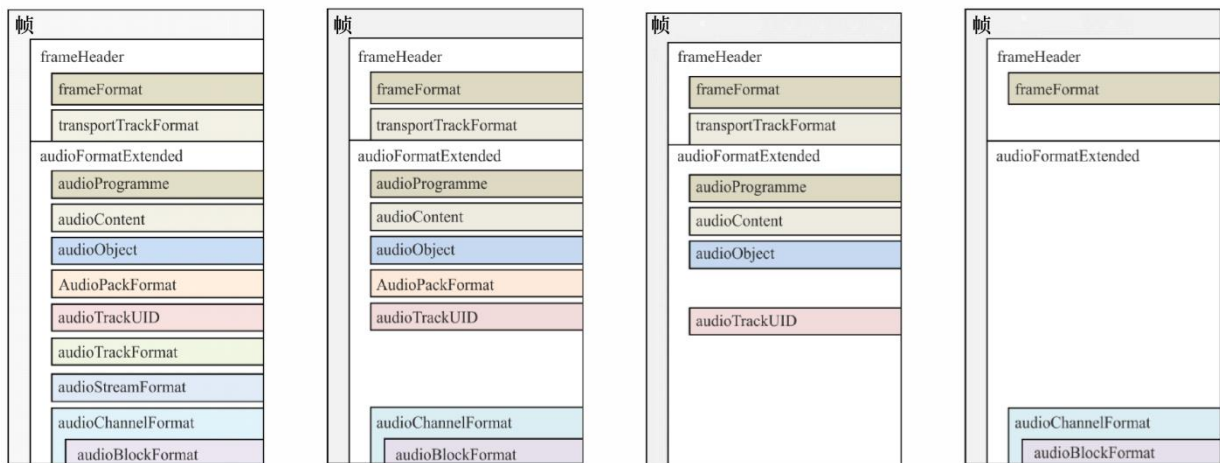 帧
frameHeader
frameFormat
transportTrackFormat
audioFormatExtended
audioProgramme
audioContent
audioObject
AudioPackFormat
audioTrackUID
audioTrackFormat
audioStreamFormat
audioChannelFormat
audioBlockFormat
帧
frameHeader
frameFormat
transportTrackFormat
audioFormatExtended
audioProgramme
audioContent
audioObject
AudioPackFormat
audioTrackUID
audioChannelFormat
audioBlockFormat
帧
frameHeader
frameFormat
transportTrackFormat
audioFormatExtended
audioProgramme
audioContent
audioObject
audioTrackUID
帧
frameHeader
frameFormat
audioFormatExtended
audioChannelFormat
audioBlockFormat